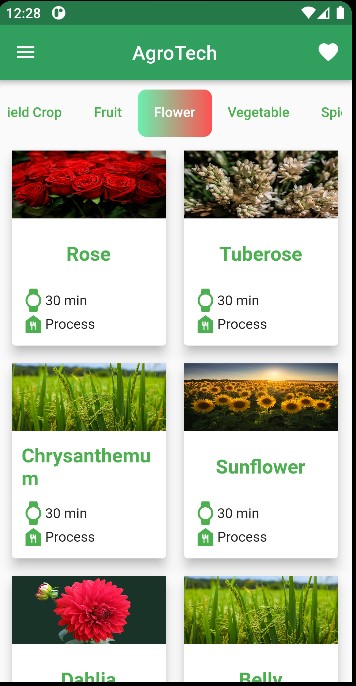 12:28
AgroTech
ield Crop Fruit Flower Vegetable Spi
Rose Tuberose
30 min 30 min
Process Process
Chrysanthemu
m
Sunflower
30 min 30 min
Process Process
Dahlia Belly